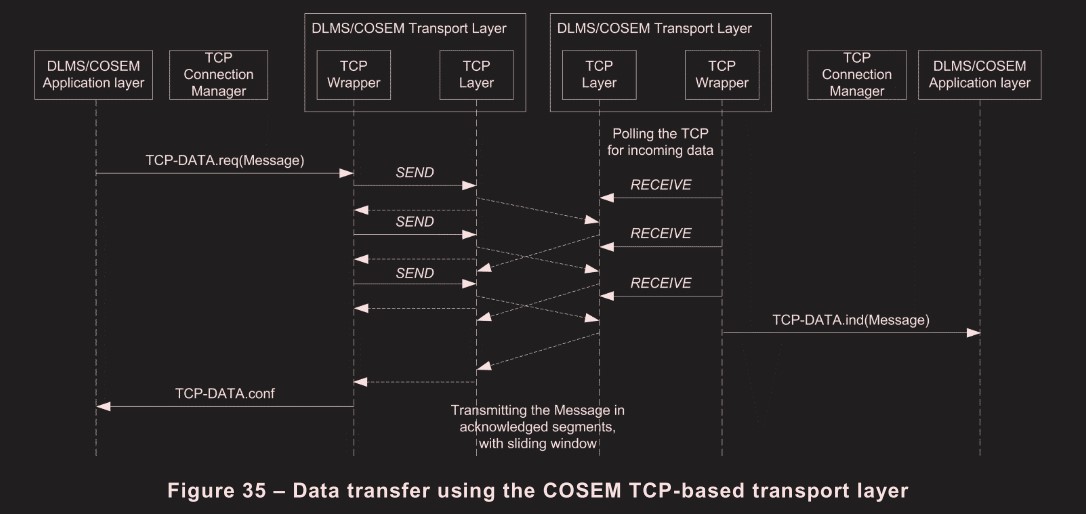 DLMS/COSEM Transport Layer
DLMS/COSEM Transport Layer
DLMS/COSEM
Application layer
TCP
Connection
Manager
TCP
Wrapper
TCP
Layer
TCP
Layer
TCP
Wrapper
TCP
Connection
Manager
DLMS/COSEM
Application layer
Polling the TCP
for incoming data
TCP-DATA.req(Message)
SEND
RECEIVE
SEND
RECEIVE
SEND
RECEIVE
TCP-DATA.ind(Message)
TCP-DATA.conf
Transmitting the Message in
acknowledged segments,
with sliding window
Figure 35 – Data transfer using the COSEM TCP-based transport layer